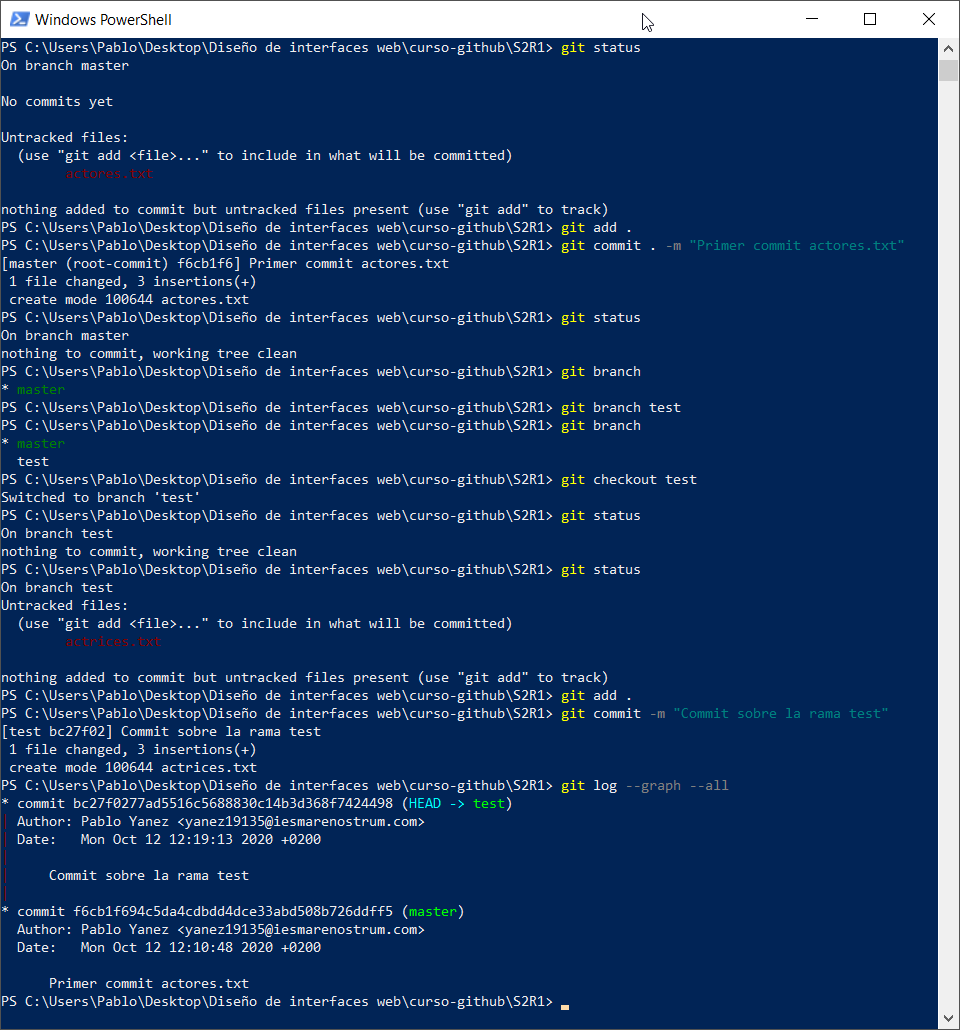 Windows PowerShell
PS C:\Users\Pablo\Desktop\Diseño de interfaces web\curso-github\S2R1> git status
On branch master
No commits yet
Untracked files:
  (use "git add <file>..." to include in what will be committed)
        actores.txt
nothing added to commit but untracked files present (use "git add" to track)
PS C:\Users\Pablo\Desktop\Diseño de interfaces web\curso-github\S2R1> git add .
PS C:\Users\Pablo\Desktop\Diseño de interfaces web\curso-github\S2R1> git commit . -m "Primer commit actores.txt"
[master (root-commit) f6cb1f6] Primer commit actores.txt
 1 file changed, 3 insertions(+)
 create mode 100644 actores.txt
PS C:\Users\Pablo\Desktop\Diseño de interfaces web\curso-github\S2R1> git status
On branch master
nothing to commit, working tree clean
PS C:\Users\Pablo\Desktop\Diseño de interfaces web\curso-github\S2R1> git branch
* master
PS C:\Users\Pablo\Desktop\Diseño de interfaces web\curso-github\S2R1> git branch test
PS C:\Users\Pablo\Desktop\Diseño de interfaces web\curso-github\S2R1> git branch
* master
  test
PS C:\Users\Pablo\Desktop\Diseño de interfaces web\curso-github\S2R1> git checkout test
Switched to branch 'test'
PS C:\Users\Pablo\Desktop\Diseño de interfaces web\curso-github\S2R1> git status
On branch test
nothing to commit, working tree clean
PS C:\Users\Pablo\Desktop\Diseño de interfaces web\curso-github\S2R1> git status
On branch test
Untracked files:
  (use "git add <file>..." to include in what will be committed)
        actrices.txt
nothing added to commit but untracked files present (use "git add" to track)
PS C:\Users\Pablo\Desktop\Diseño de interfaces web\curso-github\S2R1> git add .
PS C:\Users\Pablo\Desktop\Diseño de interfaces web\curso-github\S2R1> git commit -m "Commit sobre la rama test"
[test bc27f02] Commit sobre la rama test
 1 file changed, 3 insertions(+)
 create mode 100644 actrices.txt
PS C:\Users\Pablo\Desktop\Diseño de interfaces web\curso-github\S2R1> git log --graph --all
* commit bc27f0277ad5516c5688830c14b3d368f7424498 (HEAD -> test)
| Author: Pablo Yanez <yanez19135@iesmarenostrum.com>
| Date:   Mon Oct 12 12:19:13 2020 +0200
|
|     Commit sobre la rama test
|
* commit f6cb1f694c5da4cdbdd4dce33abd508b726ddff5 (master)
  Author: Pablo Yanez <yanez19135@iesmarenostrum.com>
  Date:   Mon Oct 12 12:10:48 2020 +0200
      Primer commit actores.txt
PS C:\Users\Pablo\Desktop\Diseño de interfaces web\curso-github\S2R1>